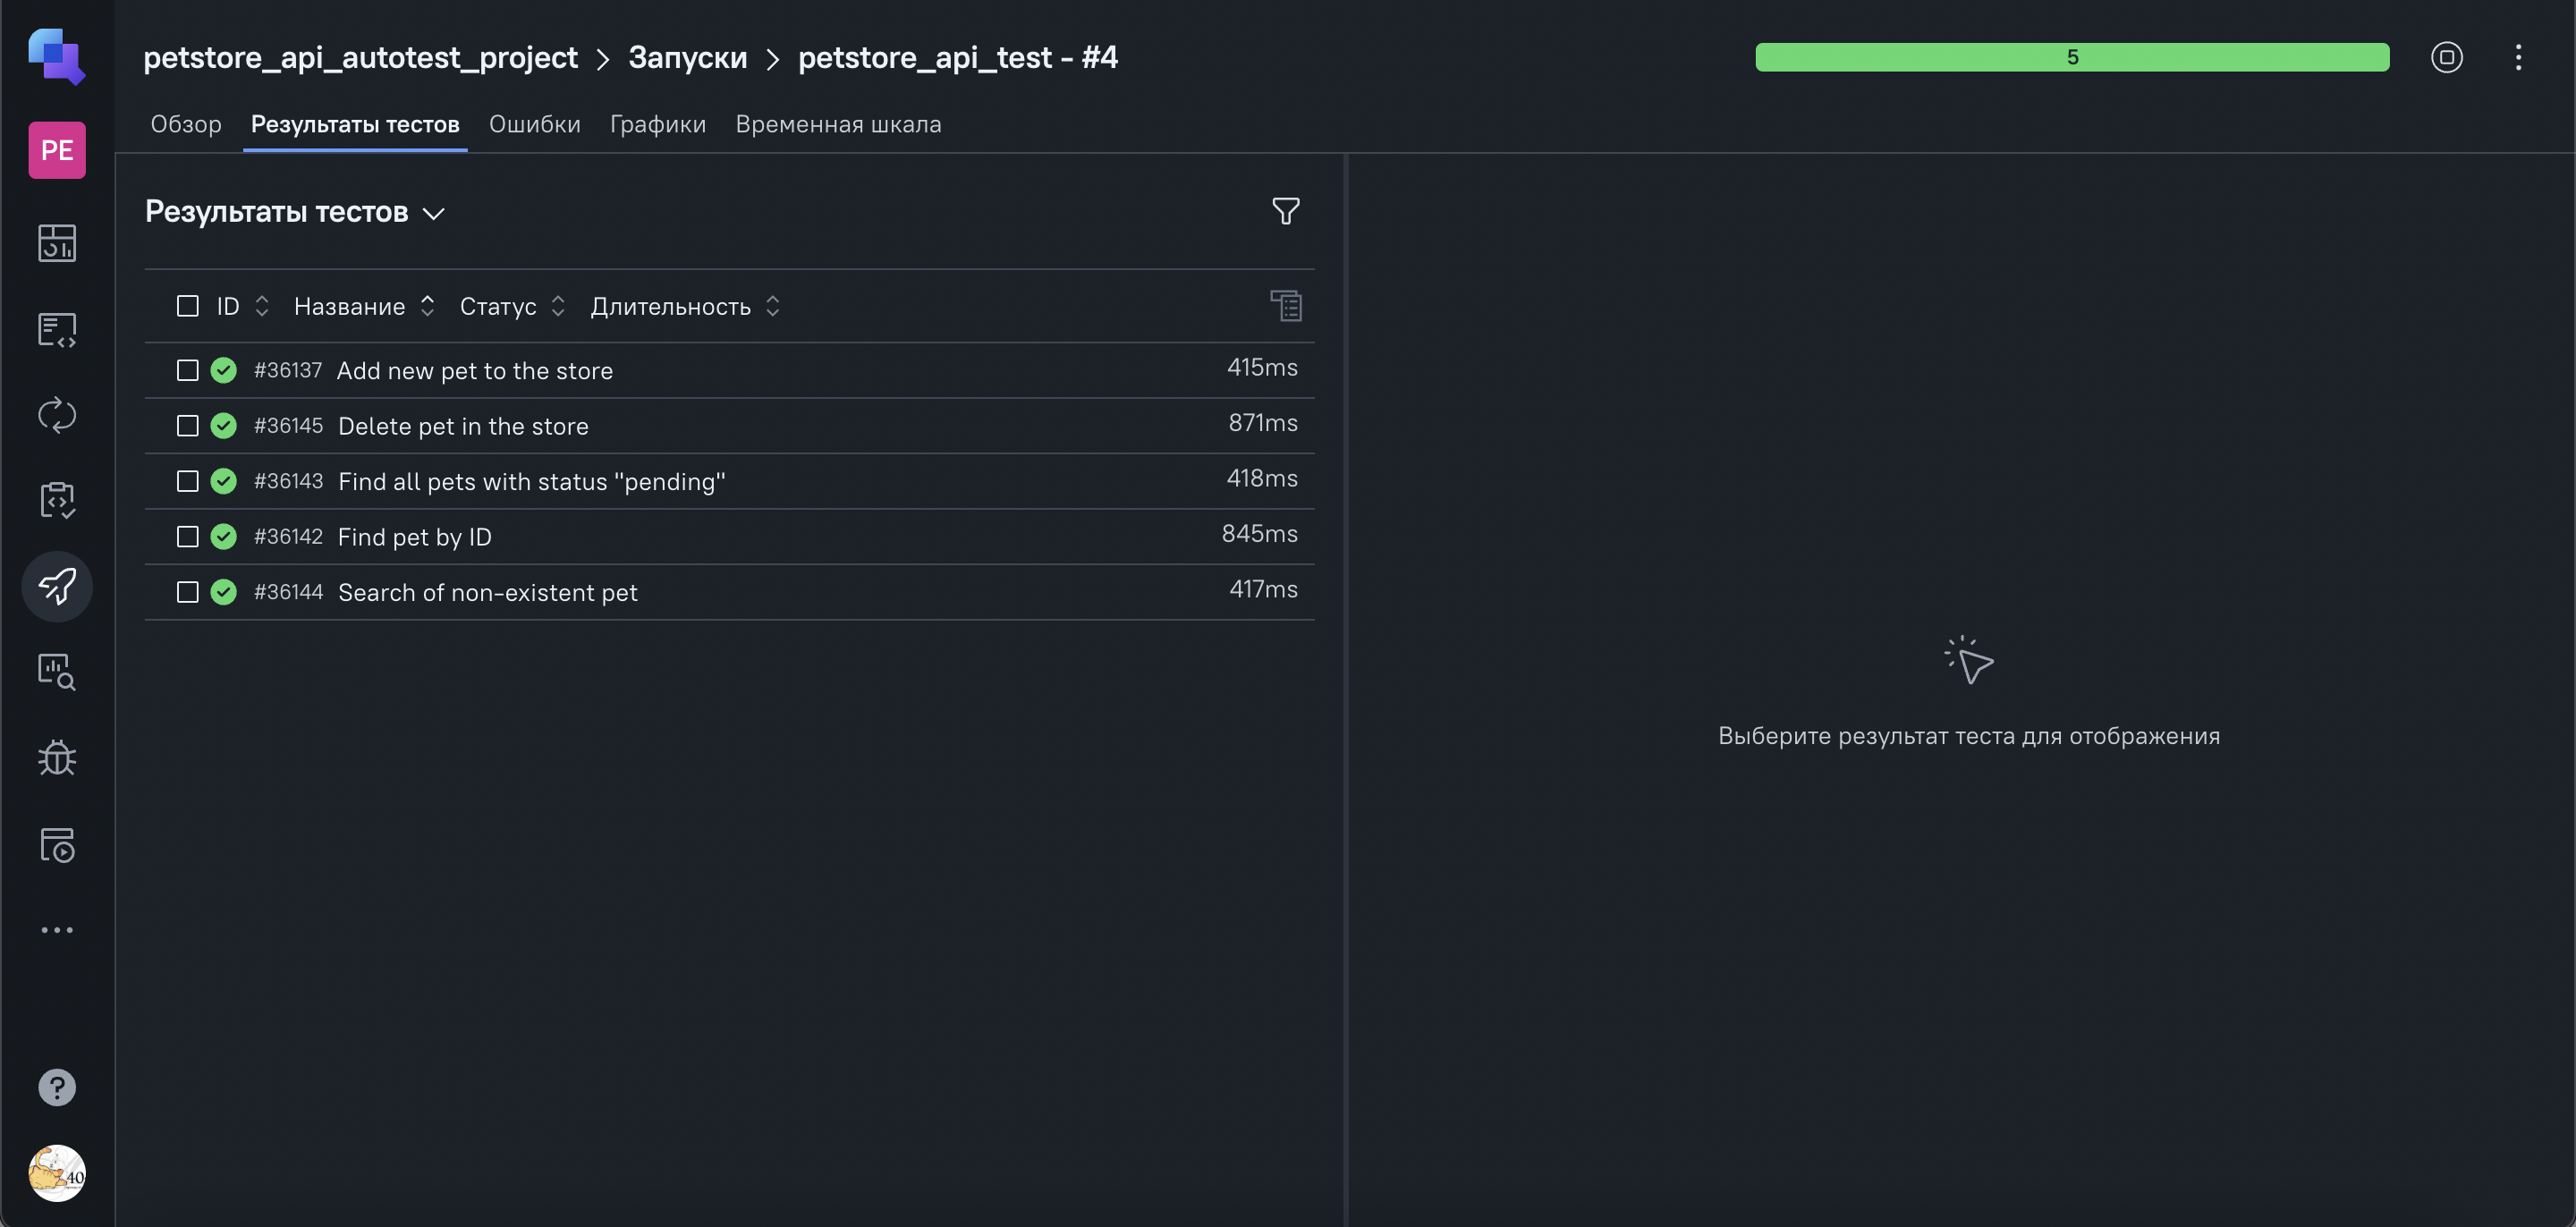 petstore_api_autotest_project > Запуски > petstore_api_test - #4
5
PE
Обзор Результаты тестов Ошибки Графики Временная шкала
Результаты тестов
ID Название Статус Длительность
#36137 Add new pet to the store 415ms
#36145 Delete pet in the store 871ms
#36143 Find all pets with status "pending" 418ms
#36142 Find pet by ID 845ms
#36144 Search of non-existent pet 417ms
Выберите результат теста для отображения
?
40